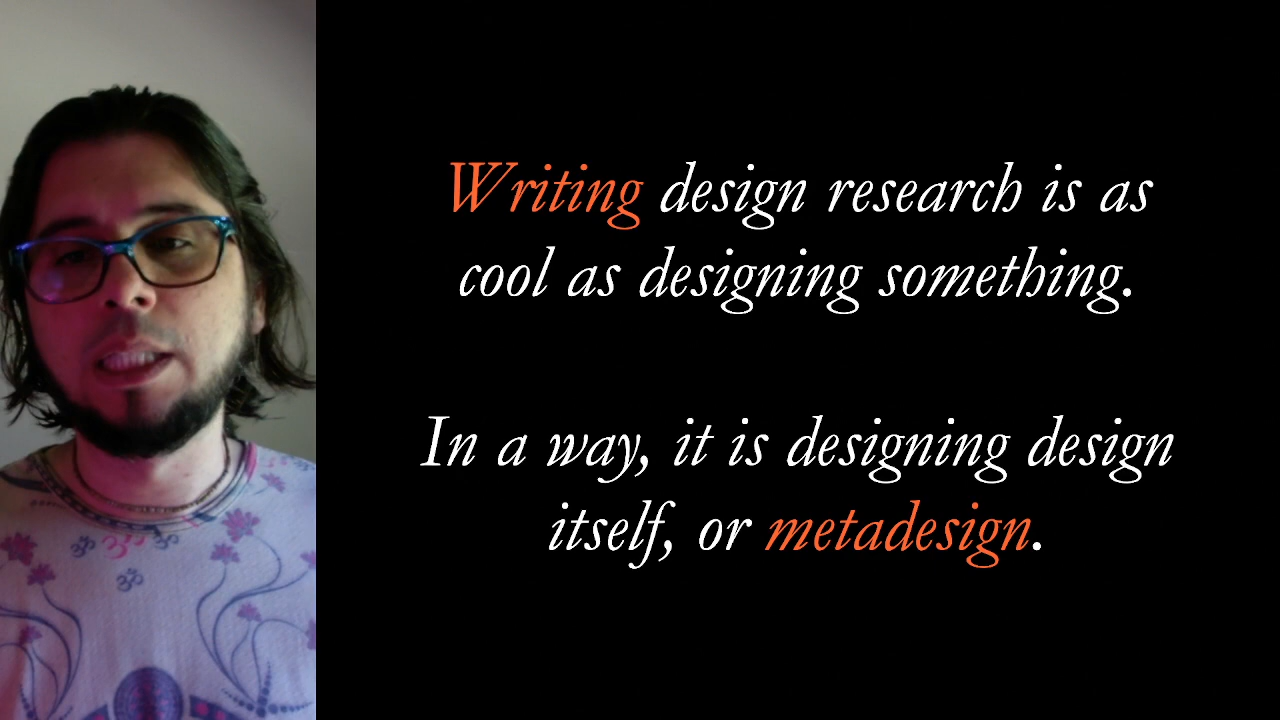 Writing design research is as
cool as designing something.
In a way, it is designing design
itself, or metadesign.
ॐ ॐ ॐ
ॐ